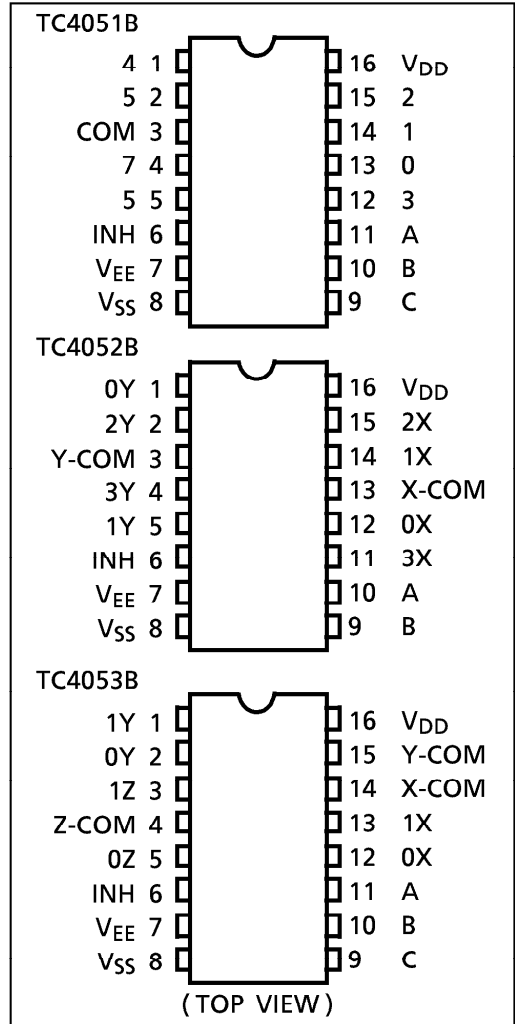 TC4051B
4 1 16 VDD
5 2 15 2
COM 3 14 1
7 4 13 0
5 5 12 3
INH 6 11 A
VEE 7 10 B
VSS 8 9 C
TC4052B
0Y 1 16 VDD
2Y 2 15 2X
Y-COM 3 14 1X
3Y 4 13 X-COM
1Y 5 12 0X
INH 6 11 3X
VEE 7 10 A
VSS 8 9 B
TC4053B
1Y 1 16 VDD
0Y 2 15 Y-COM
1Z 3 14 X-COM
Z-COM 4 13 1X
0Z 5 12 0X
INH 6 11 A
VEE 7 10 B
VSS 8 9 C
(TOP VIEW)